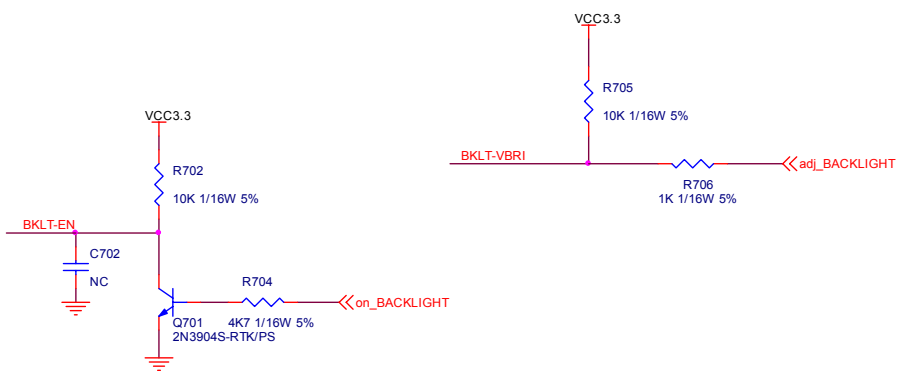 VCC3.3
R705
10K 1/16W 5%
BKLT-VBRI
adj_BACKLIGHT
R706
1K 1/16W 5%
VCC3.3
R702
10K 1/16W 5%
BKLT-EN
C702
NC
R704
on_BACKLIGHT
Q701
4K7 1/16W 5%
2N3904S-RTK/PS